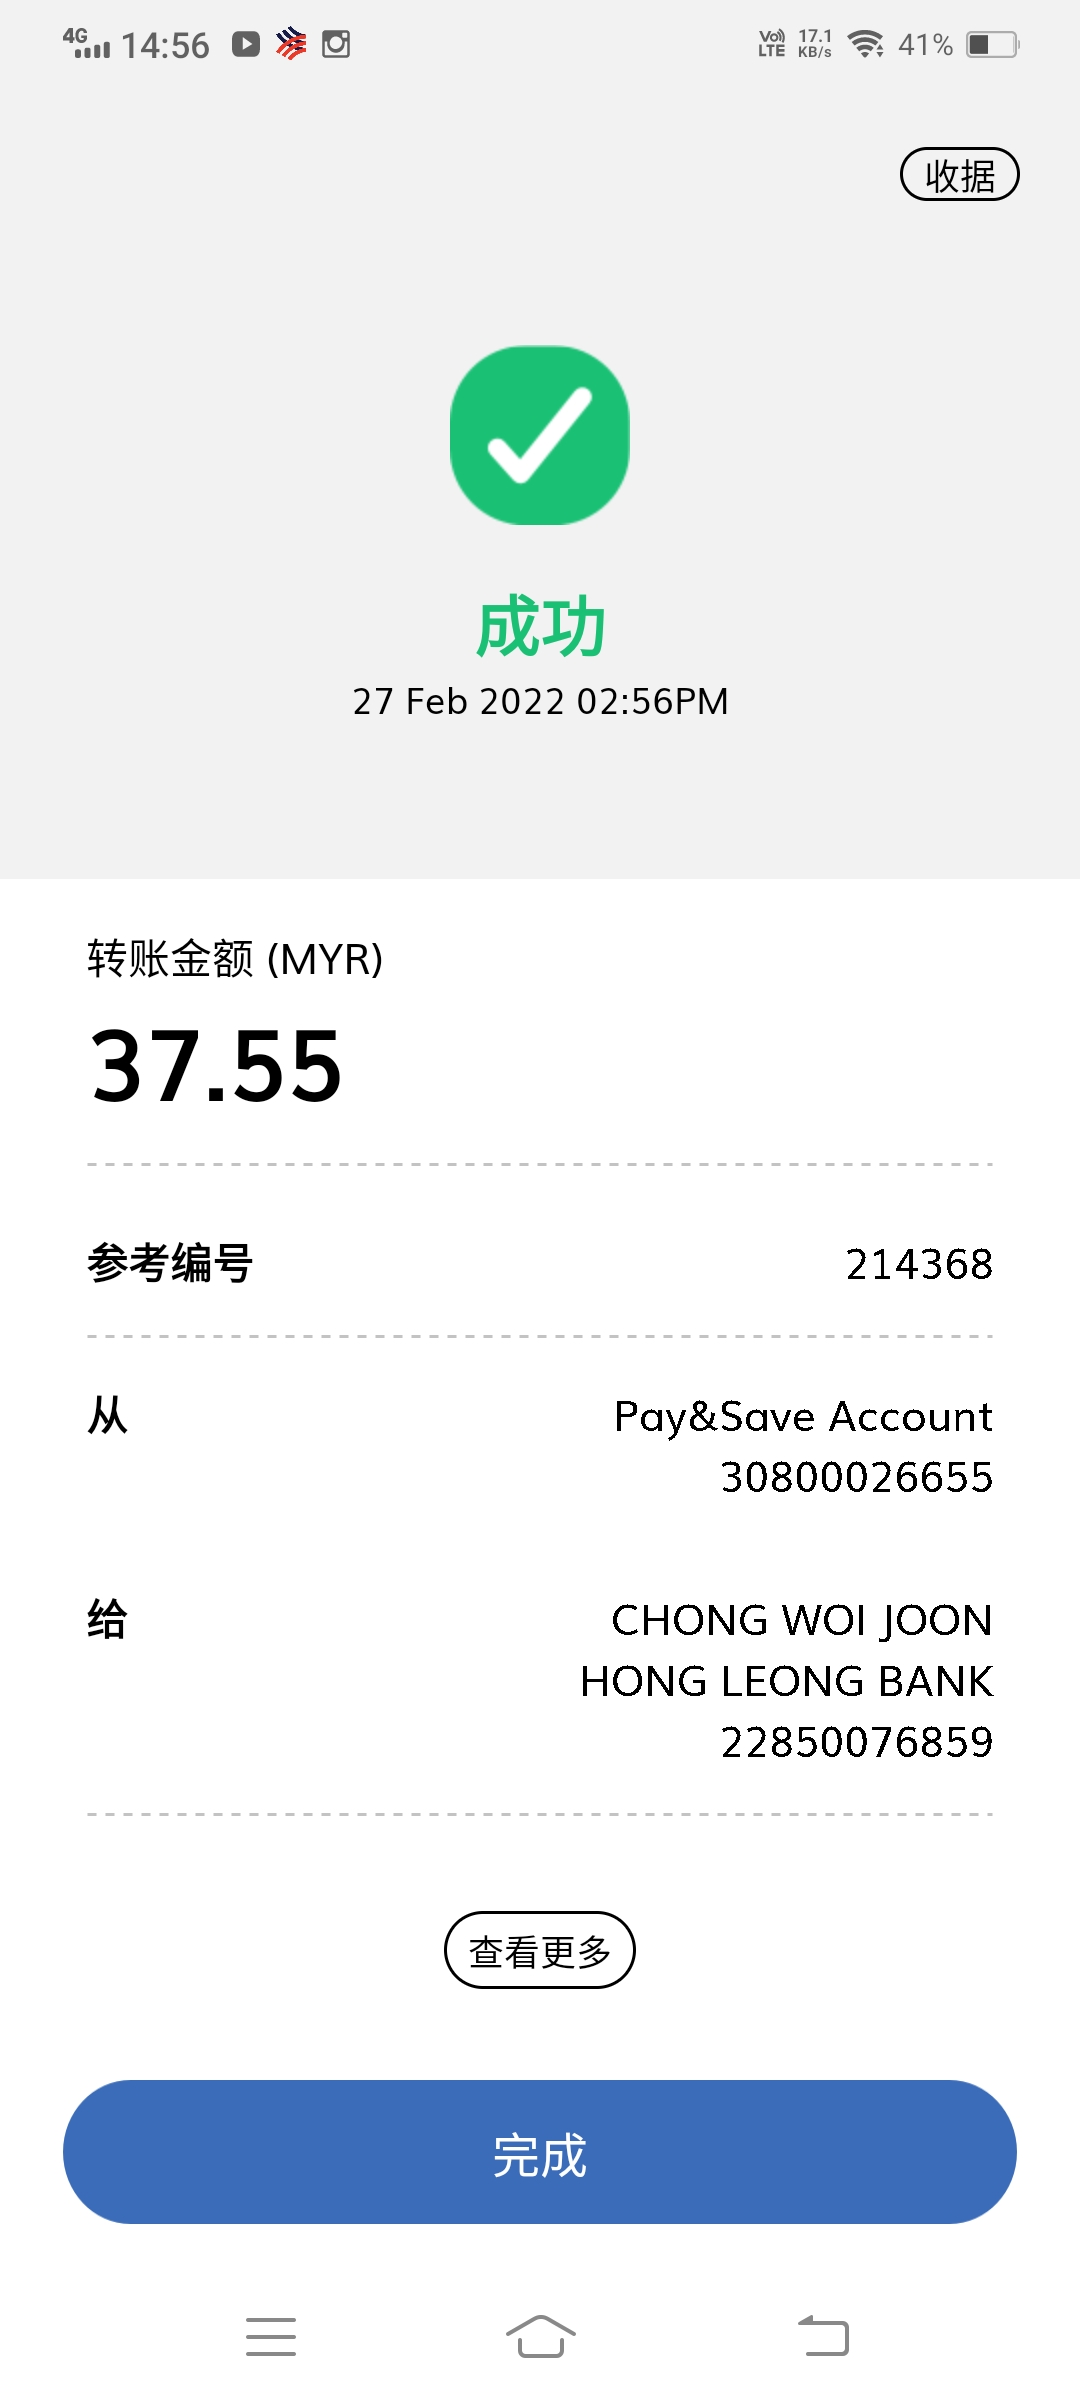 4G 14:56 Vo)) LTE 17.1 KB/s 41%
收据
成功
27 Feb 2022 02:56PM
转账金额 (MYR)
37.55
参考编号 214368
从 Pay&Save Account
30800026655
给 CHONG WOI JOON
HONG LEONG BANK
22850076859
查看更多
完成